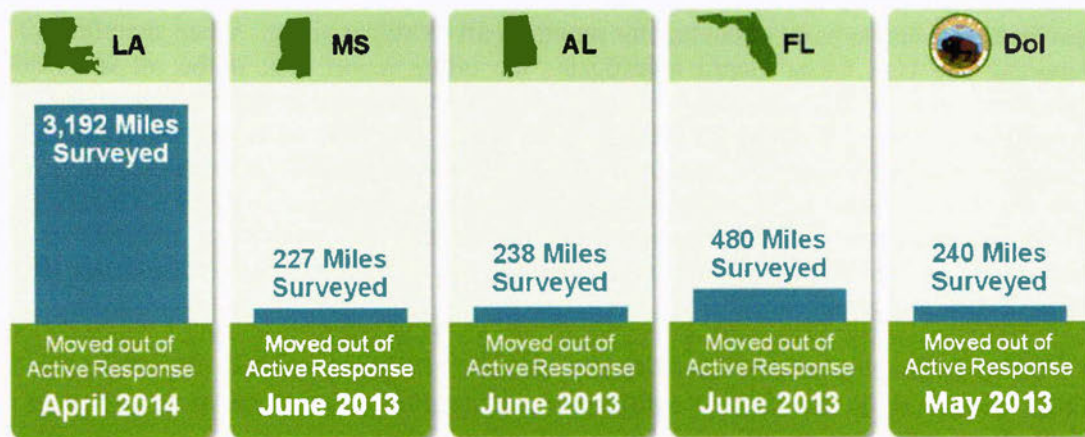 LA
3,192 Miles
Surveyed
Moved out of
Active Response
April 2014
MS
227 Miles
Surveyed
Moved out of
Active Response
June 2013
AL
238 Miles
Surveyed
Moved out of
Active Response
June 2013
FL
480 Miles
Surveyed
Moved out of
Active Response
June 2013
DoI
240 Miles
Surveyed
Moved out of
Active Response
May 2013